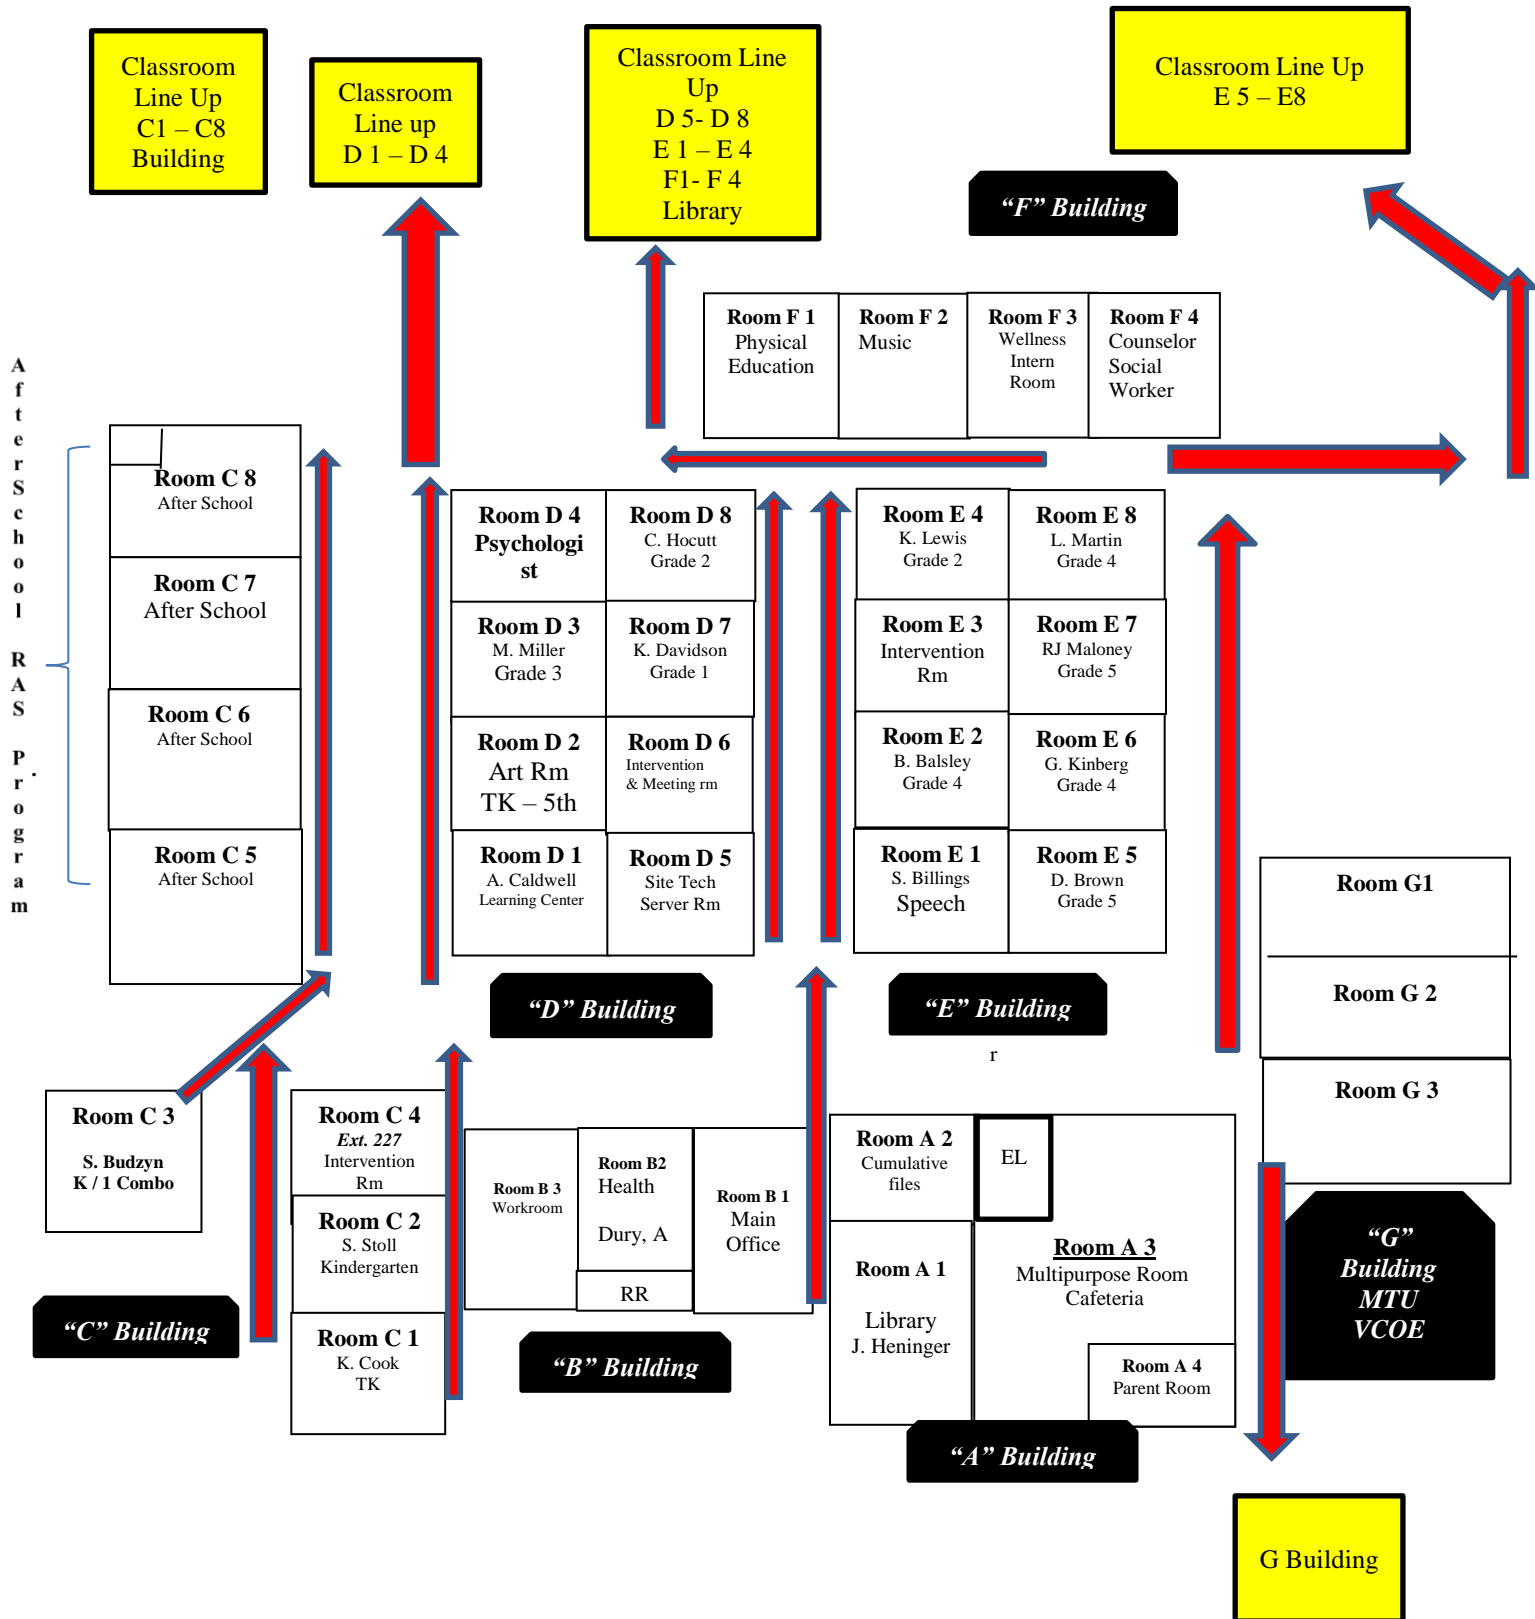 Classroom
Line Up
C1 – C8
Building
Classroom
Line up
D 1 – D 4
Classroom Line
Up
D 5- D 8
E 1 – E 4
F1- F 4
Library
Classroom Line Up
E 5 – E8
“F” Building
Room F 1
Physical
Education
Room F 2
Music
Room F 3
Wellness
Intern
Room
Room F 4
Counselor
Social
Worker
AfterSchool RAS Program
.
Room C 8
After School
Room C 7
After School
Room C 6
After School
Room C 5
After School
Room D 4
Psychologi
st
Room D 8
C. Hocutt
Grade 2
Room D 3
M. Miller
Grade 3
Room D 7
K. Davidson
Grade 1
Room D 2
Art Rm
TK – 5th
Room D 6
Intervention
& Meeting rm
Room D 1
A. Caldwell
Learning Center
Room D 5
Site Tech
Server Rm
Room E 4
K. Lewis
Grade 2
Room E 8
L. Martin
Grade 4
Room E 3
Intervention
Rm
Room E 7
RJ Maloney
Grade 5
Room E 2
B. Balsley
Grade 4
Room E 6
G. Kinberg
Grade 4
Room E 1
S. Billings
Speech
Room E 5
D. Brown
Grade 5
Room G1
Room G 2
Room G 3
“D” Building
“E” Building
r
Room C 3
S. Budzyn
K / 1 Combo
Room C 4
Ext. 227
Intervention
Rm
Room C 2
S. Stoll
Kindergarten
Room C 1
K. Cook
TK
“C” Building
Room B 3
Workroom
Room B2
Health
Dury, A
RR
Room B 1
Main
Office
“B” Building
Room A 2
Cumulative
files
EL
Room A 1
Library
J. Heninger
Room A 3
Multipurpose Room
Cafeteria
Room A 4
Parent Room
“A” Building
“G”
Building
MTU
VCOE
G Building